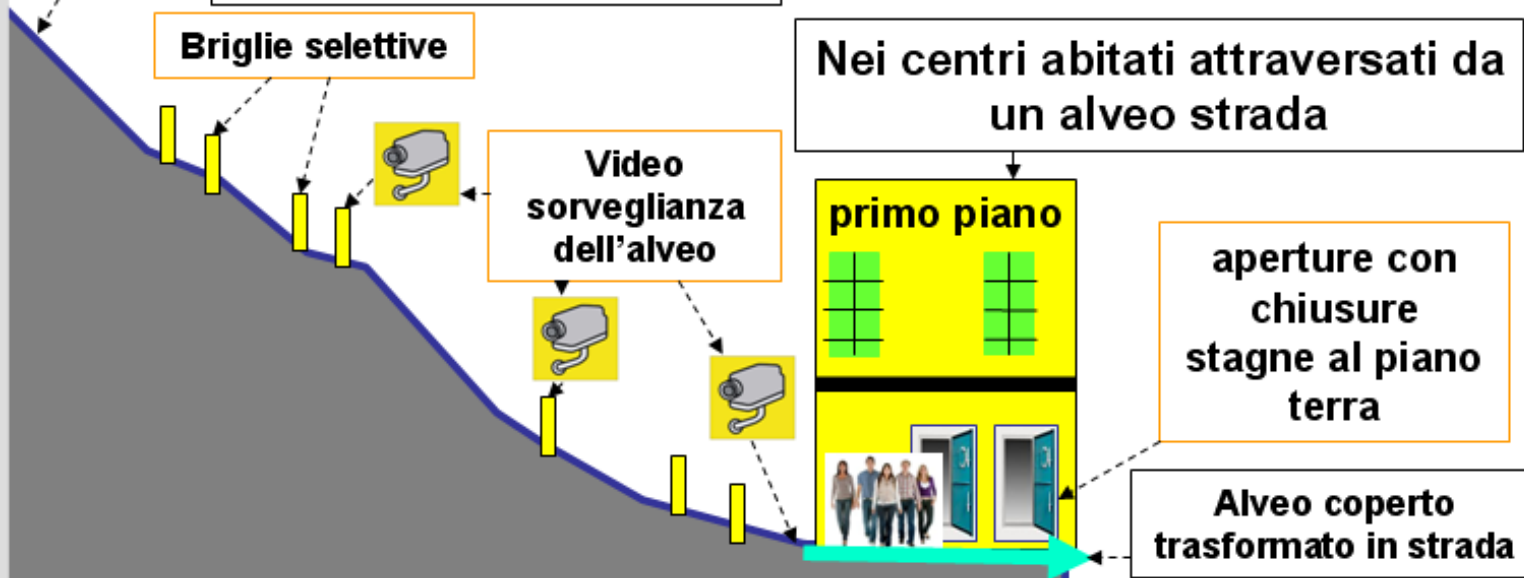 Briglie selettive
Nei centri abitati attraversati da
un alveo strada
Video
sorveglianza
dell'alveo
primo piano
aperture con
chiusure
stagne al piano
terra
Alveo coperto
trasformato in strada